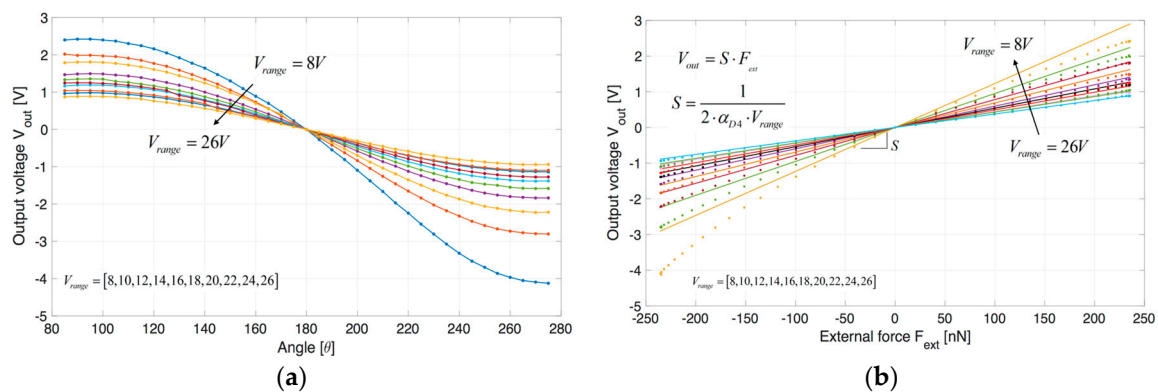 3
2
1
0
-1
-2
-3
-4
-5
Output voltage V_out [V]
V_range = 8V
V_range = 26V
V_range = [8,10,12,14,16,18,20,22,24,26]
80 100 120 140 160 180 200 220 240 260 280
Angle [θ]
(a)
3
2
1
0
-1
-2
-3
-4
-5
Output voltage V_out [V]
V_out = S · F_ext
S = 1 / (2 · α_D4 · V_range)
V_range = 8V
S
V_range = 26V
V_range = [8,10,12,14,16,18,20,22,24,26]
-250 -200 -150 -100 -50 0 50 100 150 200 250
External force F_ext [nN]
(b)